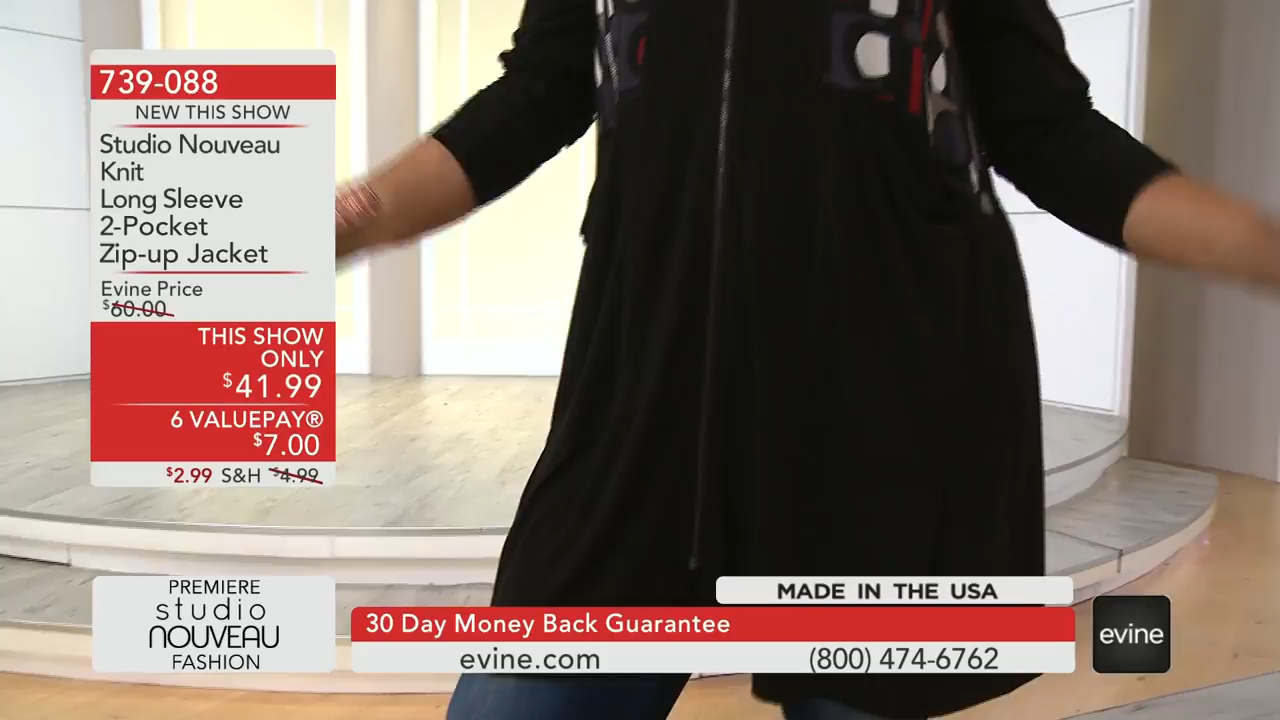 739-088
NEW THIS SHOW
Studio Nouveau
Knit
Long Sleeve
2-Pocket
Zip-up Jacket
Evine Price
$60.00
THIS SHOW
ONLY
$41.99
6 VALUEPAY®
$7.00
$2.99 S&H $4.99
PREMIERE
studio
NOUVEAU
FASHION
MADE IN THE USA
30 Day Money Back Guarantee
evine.com (800) 474-6762
evine